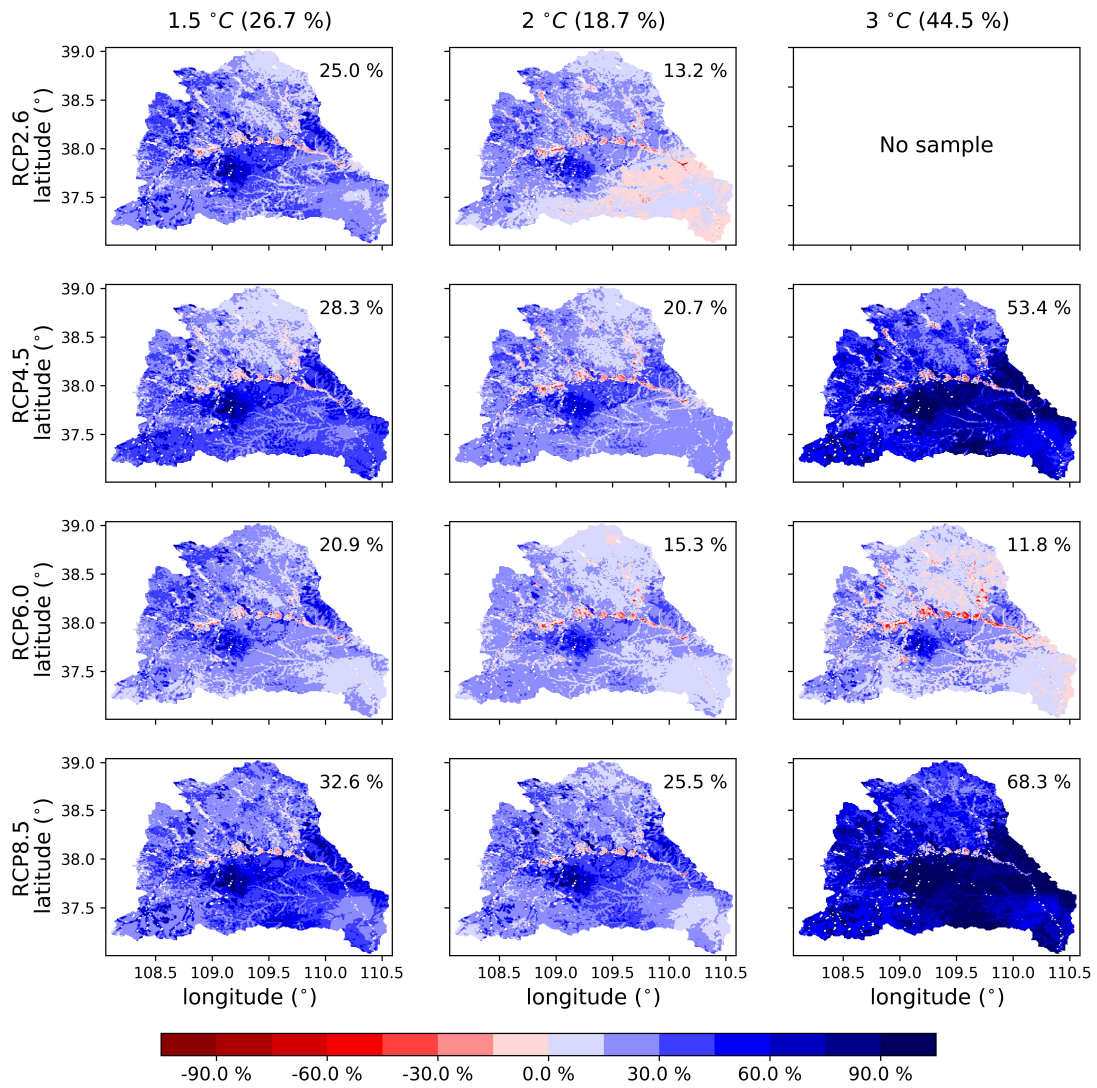 1.5 °C (26.7 %)
2 °C (18.7 %)
3 °C (44.5 %)
RCP2.6
latitude (°)
39.0
38.5
38.0
37.5
25.0 %
13.2 %
No sample
RCP4.5
latitude (°)
39.0
38.5
38.0
37.5
28.3 %
20.7 %
53.4 %
RCP6.0
latitude (°)
39.0
38.5
38.0
37.5
20.9 %
15.3 %
11.8 %
RCP8.5
latitude (°)
39.0
38.5
38.0
37.5
32.6 %
25.5 %
68.3 %
108.5 109.0 109.5 110.0 110.5
108.5 109.0 109.5 110.0 110.5
108.5 109.0 109.5 110.0 110.5
longitude (°)
longitude (°)
longitude (°)
-90.0 % -60.0 % -30.0 % 0.0 % 30.0 % 60.0 % 90.0 %